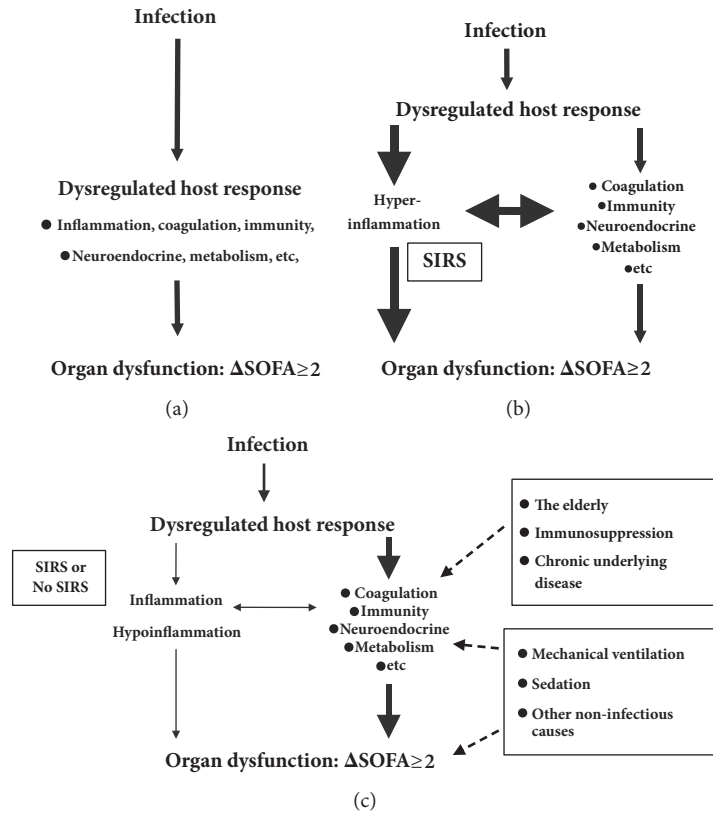 Infection
Dysregulated host response
● Inflammation, coagulation, immunity,
● Neuroendocrine, metabolism, etc,
Organ dysfunction: ΔSOFA≥2
(a)
Infection
Dysregulated host response
Hyper-
inflammation
SIRS
● Coagulation
● Immunity
● Neuroendocrine
● Metabolism
● etc
Organ dysfunction: ΔSOFA≥2
(b)
Infection
Dysregulated host response
SIRS or
No SIRS
Inflammation
Hypoinflammation
● Coagulation
● Immunity
● Neuroendocrine
● Metabolism
● etc
● The elderly
● Immunosuppression
● Chronic underlying
disease
● Mechanical ventilation
● Sedation
● Other non-infectious
causes
Organ dysfunction: ΔSOFA≥2
(c)